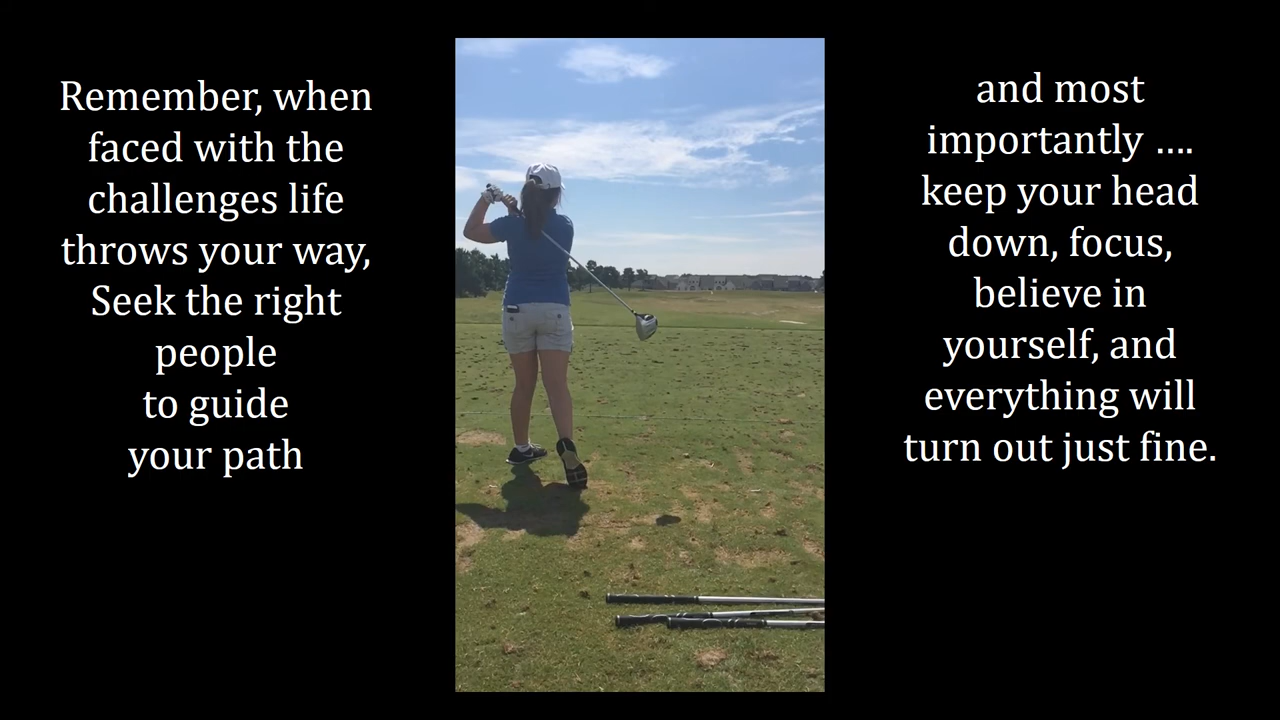 Remember, when
faced with the
challenges life
throws your way,
Seek the right
people
to guide
your path
and most
importantly ....
keep your head
down, focus,
believe in
yourself, and
everything will
turn out just fine.